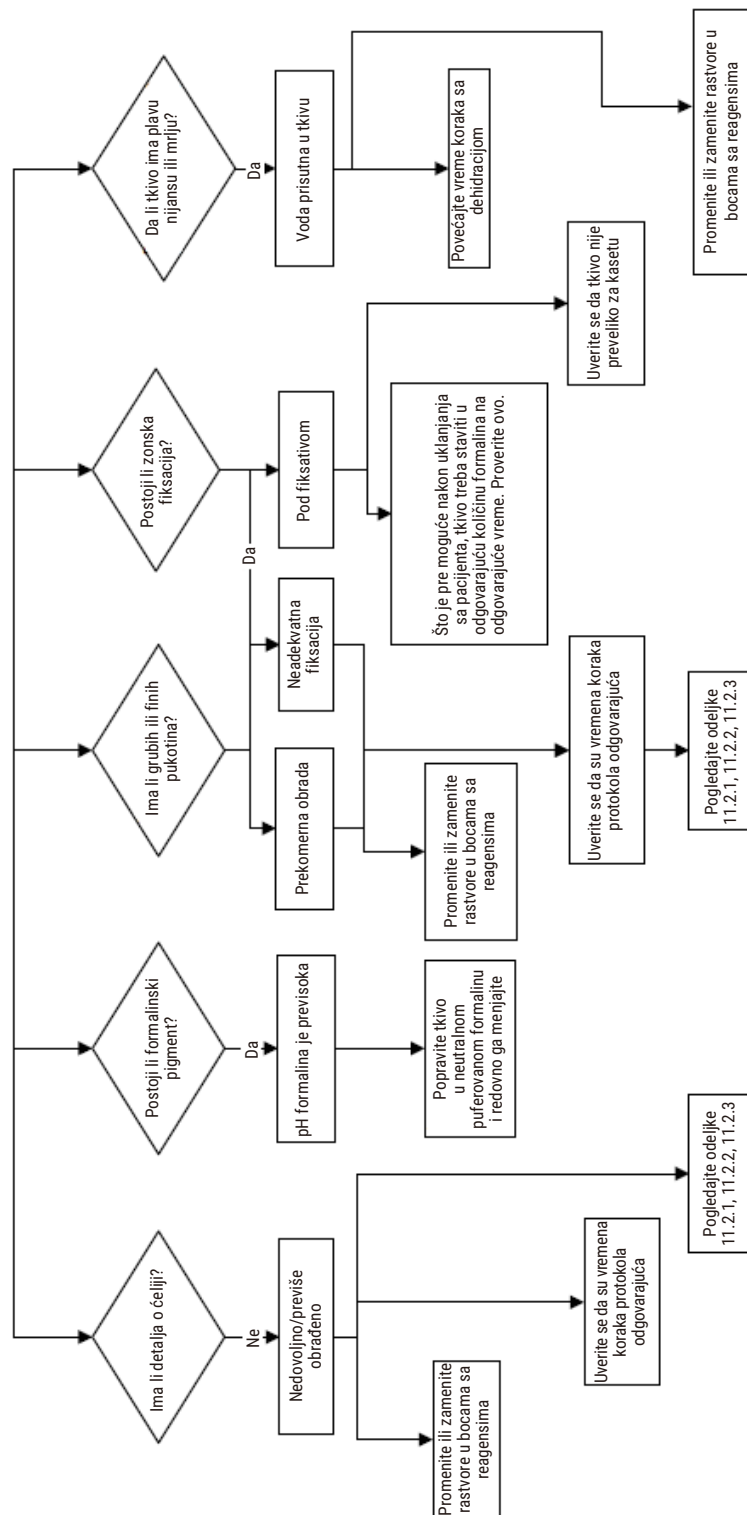 Ima li detalja o ćeliji?
Ne
Nedovoljno/previše
obrađeno
Promenite ili zamenite
rastvore u bocama sa
reagensima
Uverite se da su vremena
koraka protokola
odgovarajuća
Pogledajte odeljke
11.2.1, 11.2.2, 11.2.3
Postoji li formalinski
pigment?
Da
pH formalina je previsoka
Popravite tkivo
u neutralnom
puferovanom formalinu
i redovno ga menjajte
Ima li grubih ili finih
pukotina?
Da
Prekomerna obrada
Neadekvatna
fiksacija
Promenite ili zamenite
rastvore u bocama sa
reagensima
Uverite se da su vremena koraka
protokola odgovarajuća
Pogledajte odeljke
11.2.1, 11.2.2, 11.2.3
Postoji li zonska
fiksacija?
Pod fiksativom
Što je pre moguće nakon uklanjanja
sa pacijenta, tkivo treba staviti u
odgovarajuću količinu formalina na
odgovarajuće vreme. Proverite ovo.
Uverite se da tkivo nije
preveliko za kasetu
Da li tkivo ima plavu
nijansu ili mrlju?
Da
Voda prisutna u tkivu
Povećajte vreme koraka sa
dehidracijom
Promenite ili zamenite rastvore u
bocama sa reagensima